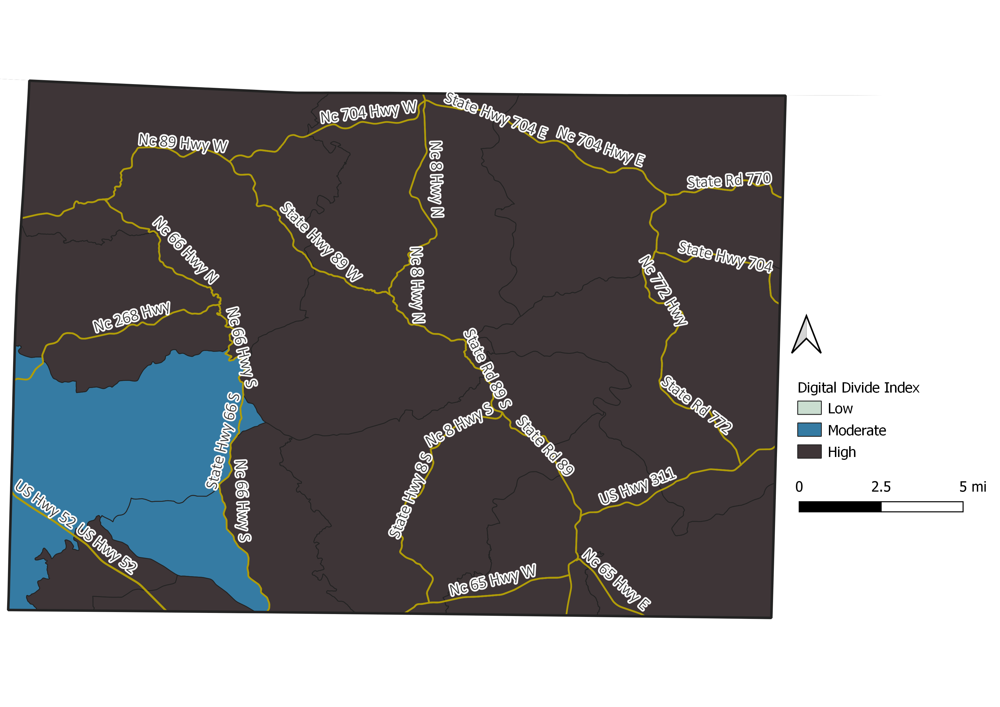 State Hwy 704 E
Nc 704 Hwy W
Nc 704 Hwy E
Nc 89 Hwy W
Nc 8 Hwy N
State Rd 770
State Hwy 89 W
Nc 66 Hwy N
State Hwy 704
Nc 8 Hwy N
Nc 772 Hwy
Nc 268 Hwy
Nc 66 Hwy S
State Rd 89 S
State Rd 772
State Hwy 66 S
Nc 8 Hwy S
State Rd 89
State Hwy 8 S
Nc 66 Hwy S
US Hwy 311
US Hwy 52
US Hwy 52
Nc 65 Hwy W
Nc 65 Hwy E
Digital Divide Index
Low
Moderate
High
0 2.5 5 mi